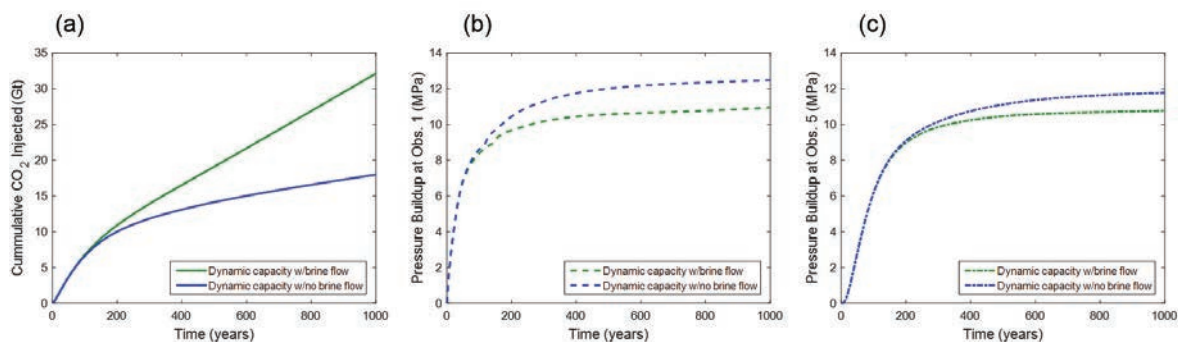 (a)
Cummulative CO2 Injected (Gt)
35
30
25
20
15
10
5
0
0 200 400 600 800 1000
Time (years)
Dynamic capacity w/brine flow
Dynamic capacity w/no brine flow
(b)
Pressure Buildup at Obs. 1 (MPa)
14
12
10
8
6
4
2
0
0 200 400 600 800 1000
Time (years)
Dynamic capacity w/brine flow
Dynamic capacity w/no brine flow
(c)
Pressure Buildup at Obs. 5 (MPa)
14
12
10
8
6
4
2
0
0 200 400 600 800 1000
Time (years)
Dynamic capacity w/brine flow
Dynamic capacity w/no brine flow